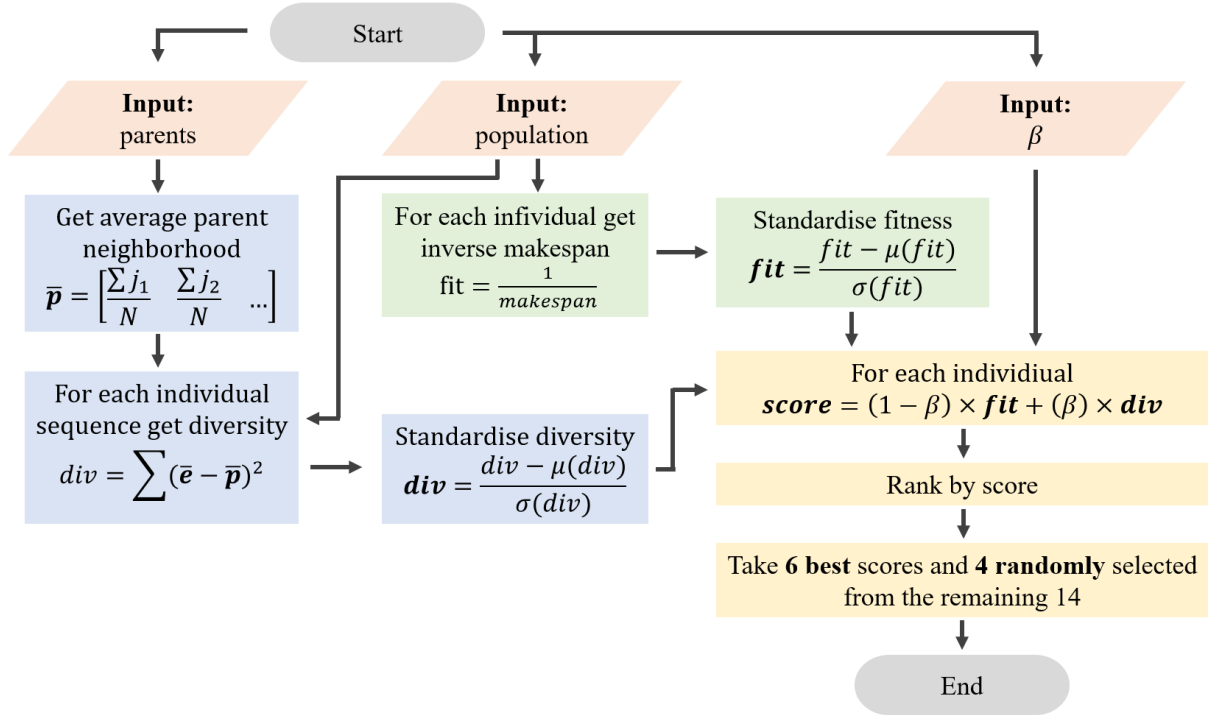 Start
Input:
parents
Input:
population
Input:
β
Get average parent
neighborhood
p̅ = [∑j₁/N ∑j₂/N ...]
For each infividual get
inverse makespan
fit = 1/makespan
Standardise fitness
fit = (fit − μ(fit))/σ(fit)
For each individual
sequence get diversity
div = ∑(e̅ − p̅)²
Standardise diversity
div = (div − μ(div))/σ(div)
For each individiual
score = (1 − β) × fit + (β) × div
Rank by score
Take 6 best scores and 4 randomly selected
from the remaining 14
End